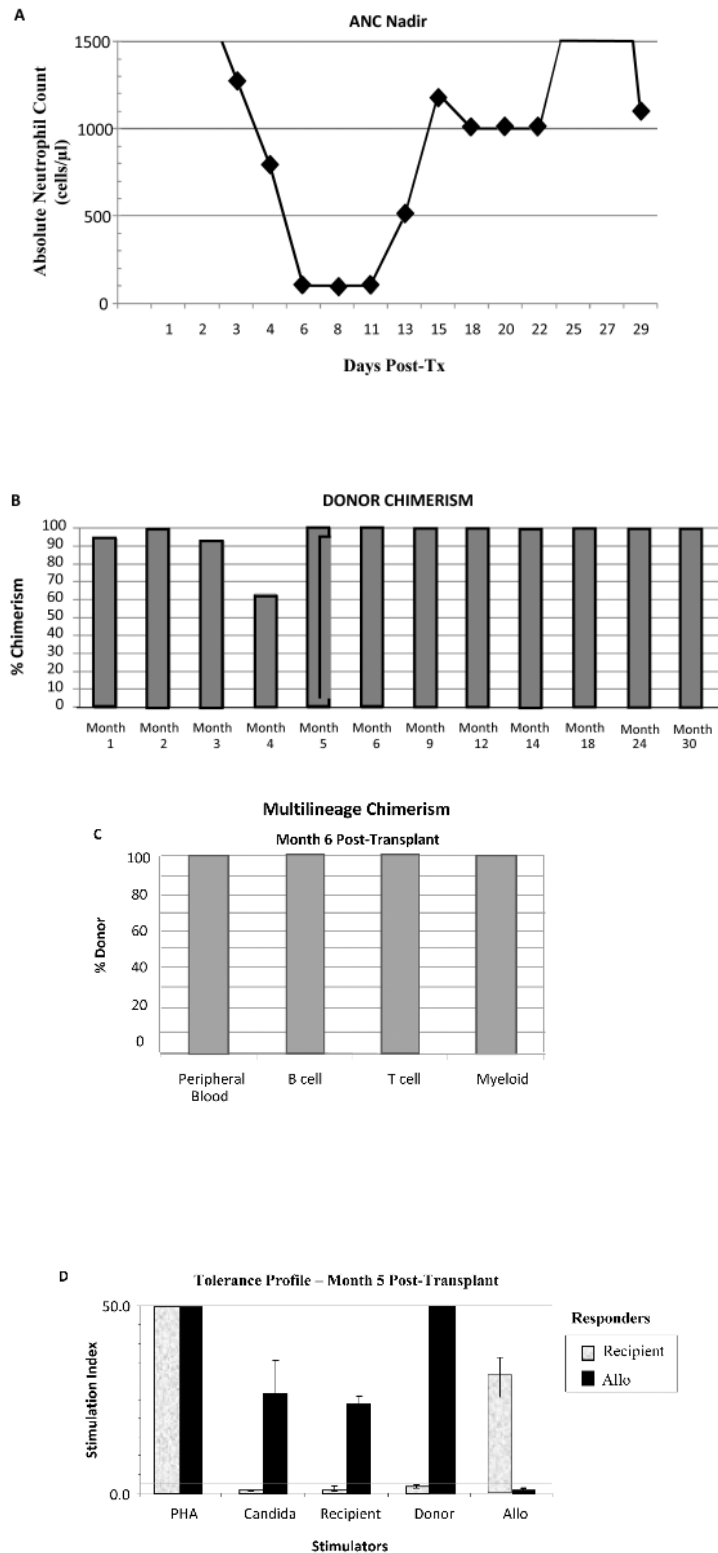 A
ANC Nadir
Absolute Neutrophil Count
(cells/µl)
1500
1000
500
0
1 2 3 4 6 8 11 13 15 18 20 22 25 27 29
Days Post-Tx
B
DONOR CHIMERISM
% Chimerism
100
90
80
70
60
50
40
30
20
10
0
Month Month Month Month Month Month Month Month Month Month Month Month
1 2 3 4 5 6 9 12 14 18 24 30
Multilineage Chimerism
C
Month 6 Post-Transplant
% Donor
100
80
60
40
20
0
Peripheral B cell T cell Myeloid
Blood
D
Tolerance Profile – Month 5 Post-Transplant
Stimulation Index
50.0
0.0
PHA Candida Recipient Donor Allo
Stimulators
Responders
Recipient
Allo